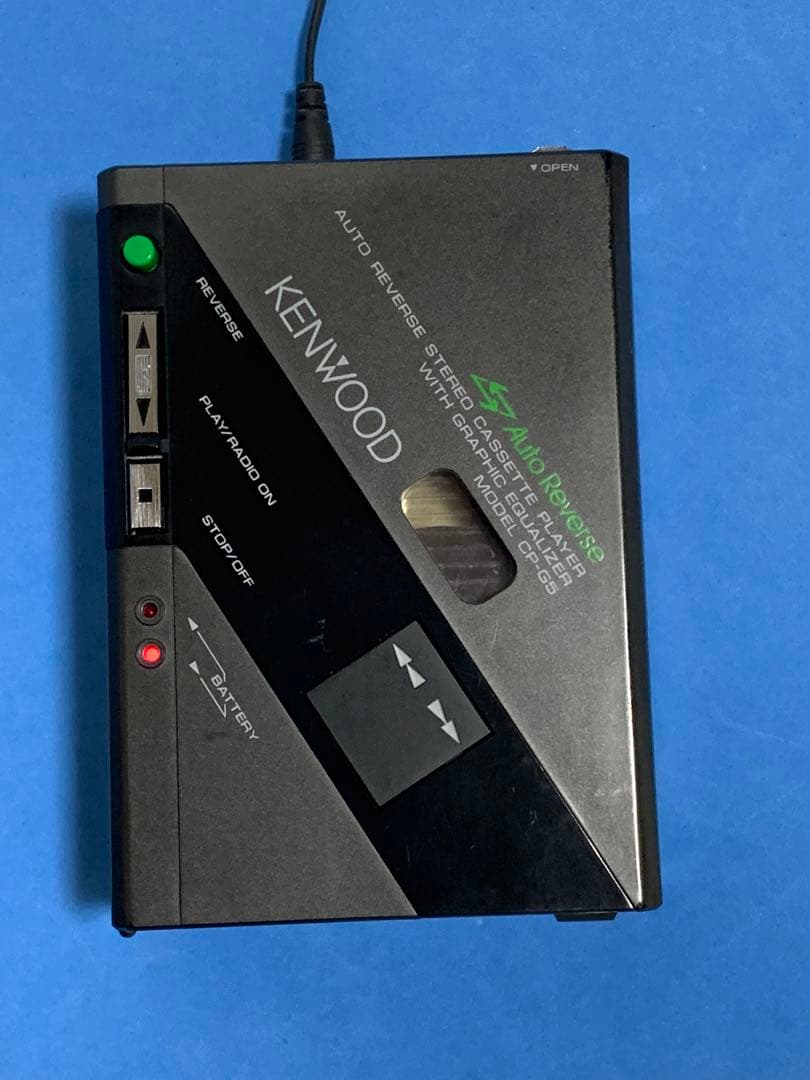 ▼ OPEN
AUTO REVERSE STEREO CASSETTE PLAYER
WITH GRAPHIC EQUALIZER
MODEL CP-G5
Auto Reverse
KENWOOD
REVERSE
PLAY/RADIO ON
STOP/OFF
BATTERY